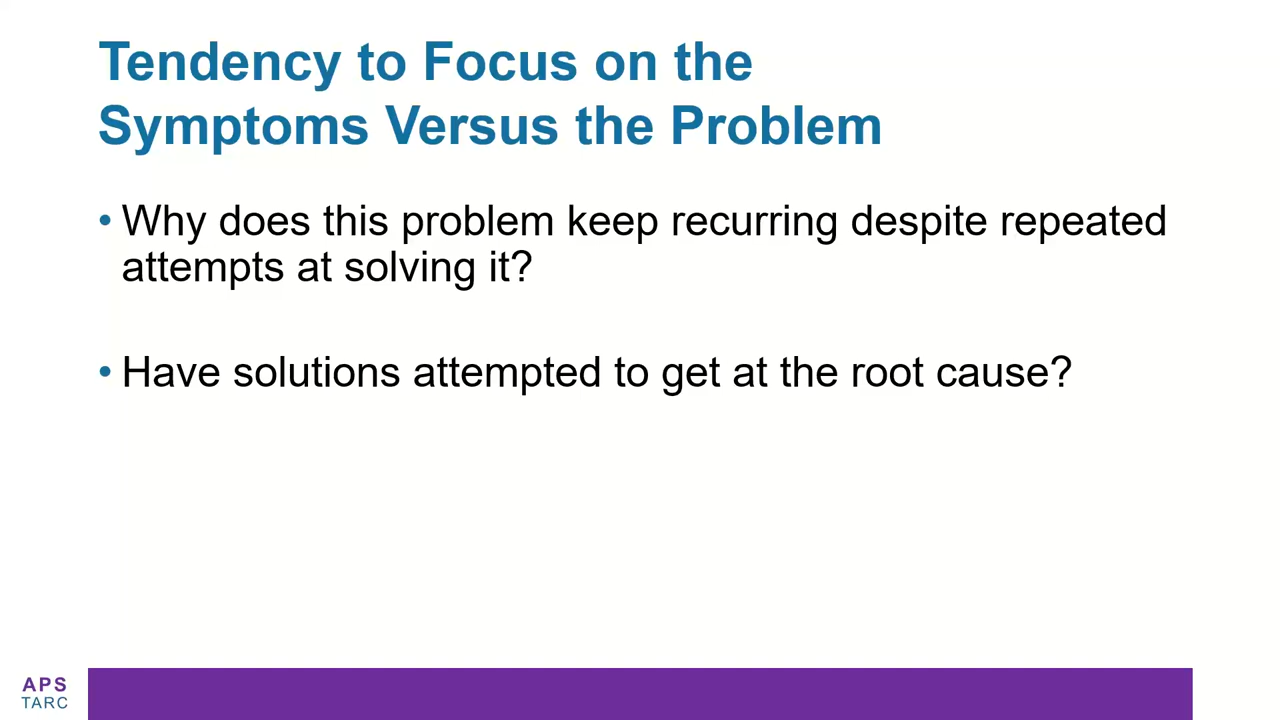 Tendency to Focus on the
Symptoms Versus the Problem
• Why does this problem keep recurring despite repeated
attempts at solving it?
• Have solutions attempted to get at the root cause?
APS
TARC